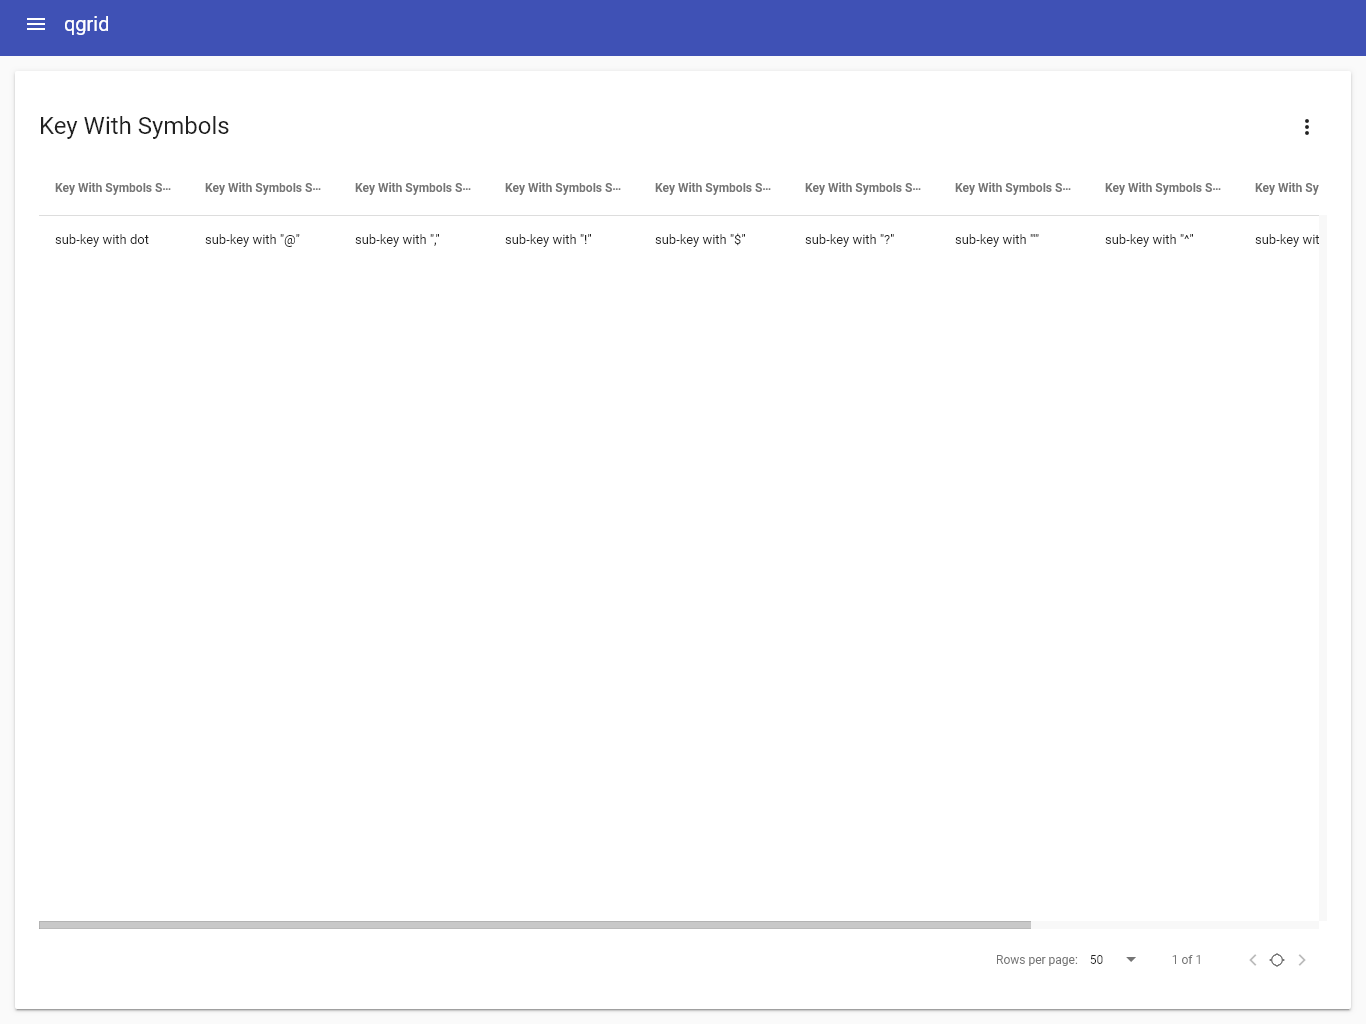 qgrid
Key With Symbols
Key With Symbols S... Key With Symbols S... Key With Symbols S... Key With Symbols S... Key With Symbols S... Key With Symbols S... Key With Symbols S... Key With Symbols S... Key With Sy
sub-key with dot sub-key with "@" sub-key with "," sub-key with "!" sub-key with "$" sub-key with "?" sub-key with """ sub-key with "^" sub-key wit
Rows per page: 50 1 of 1